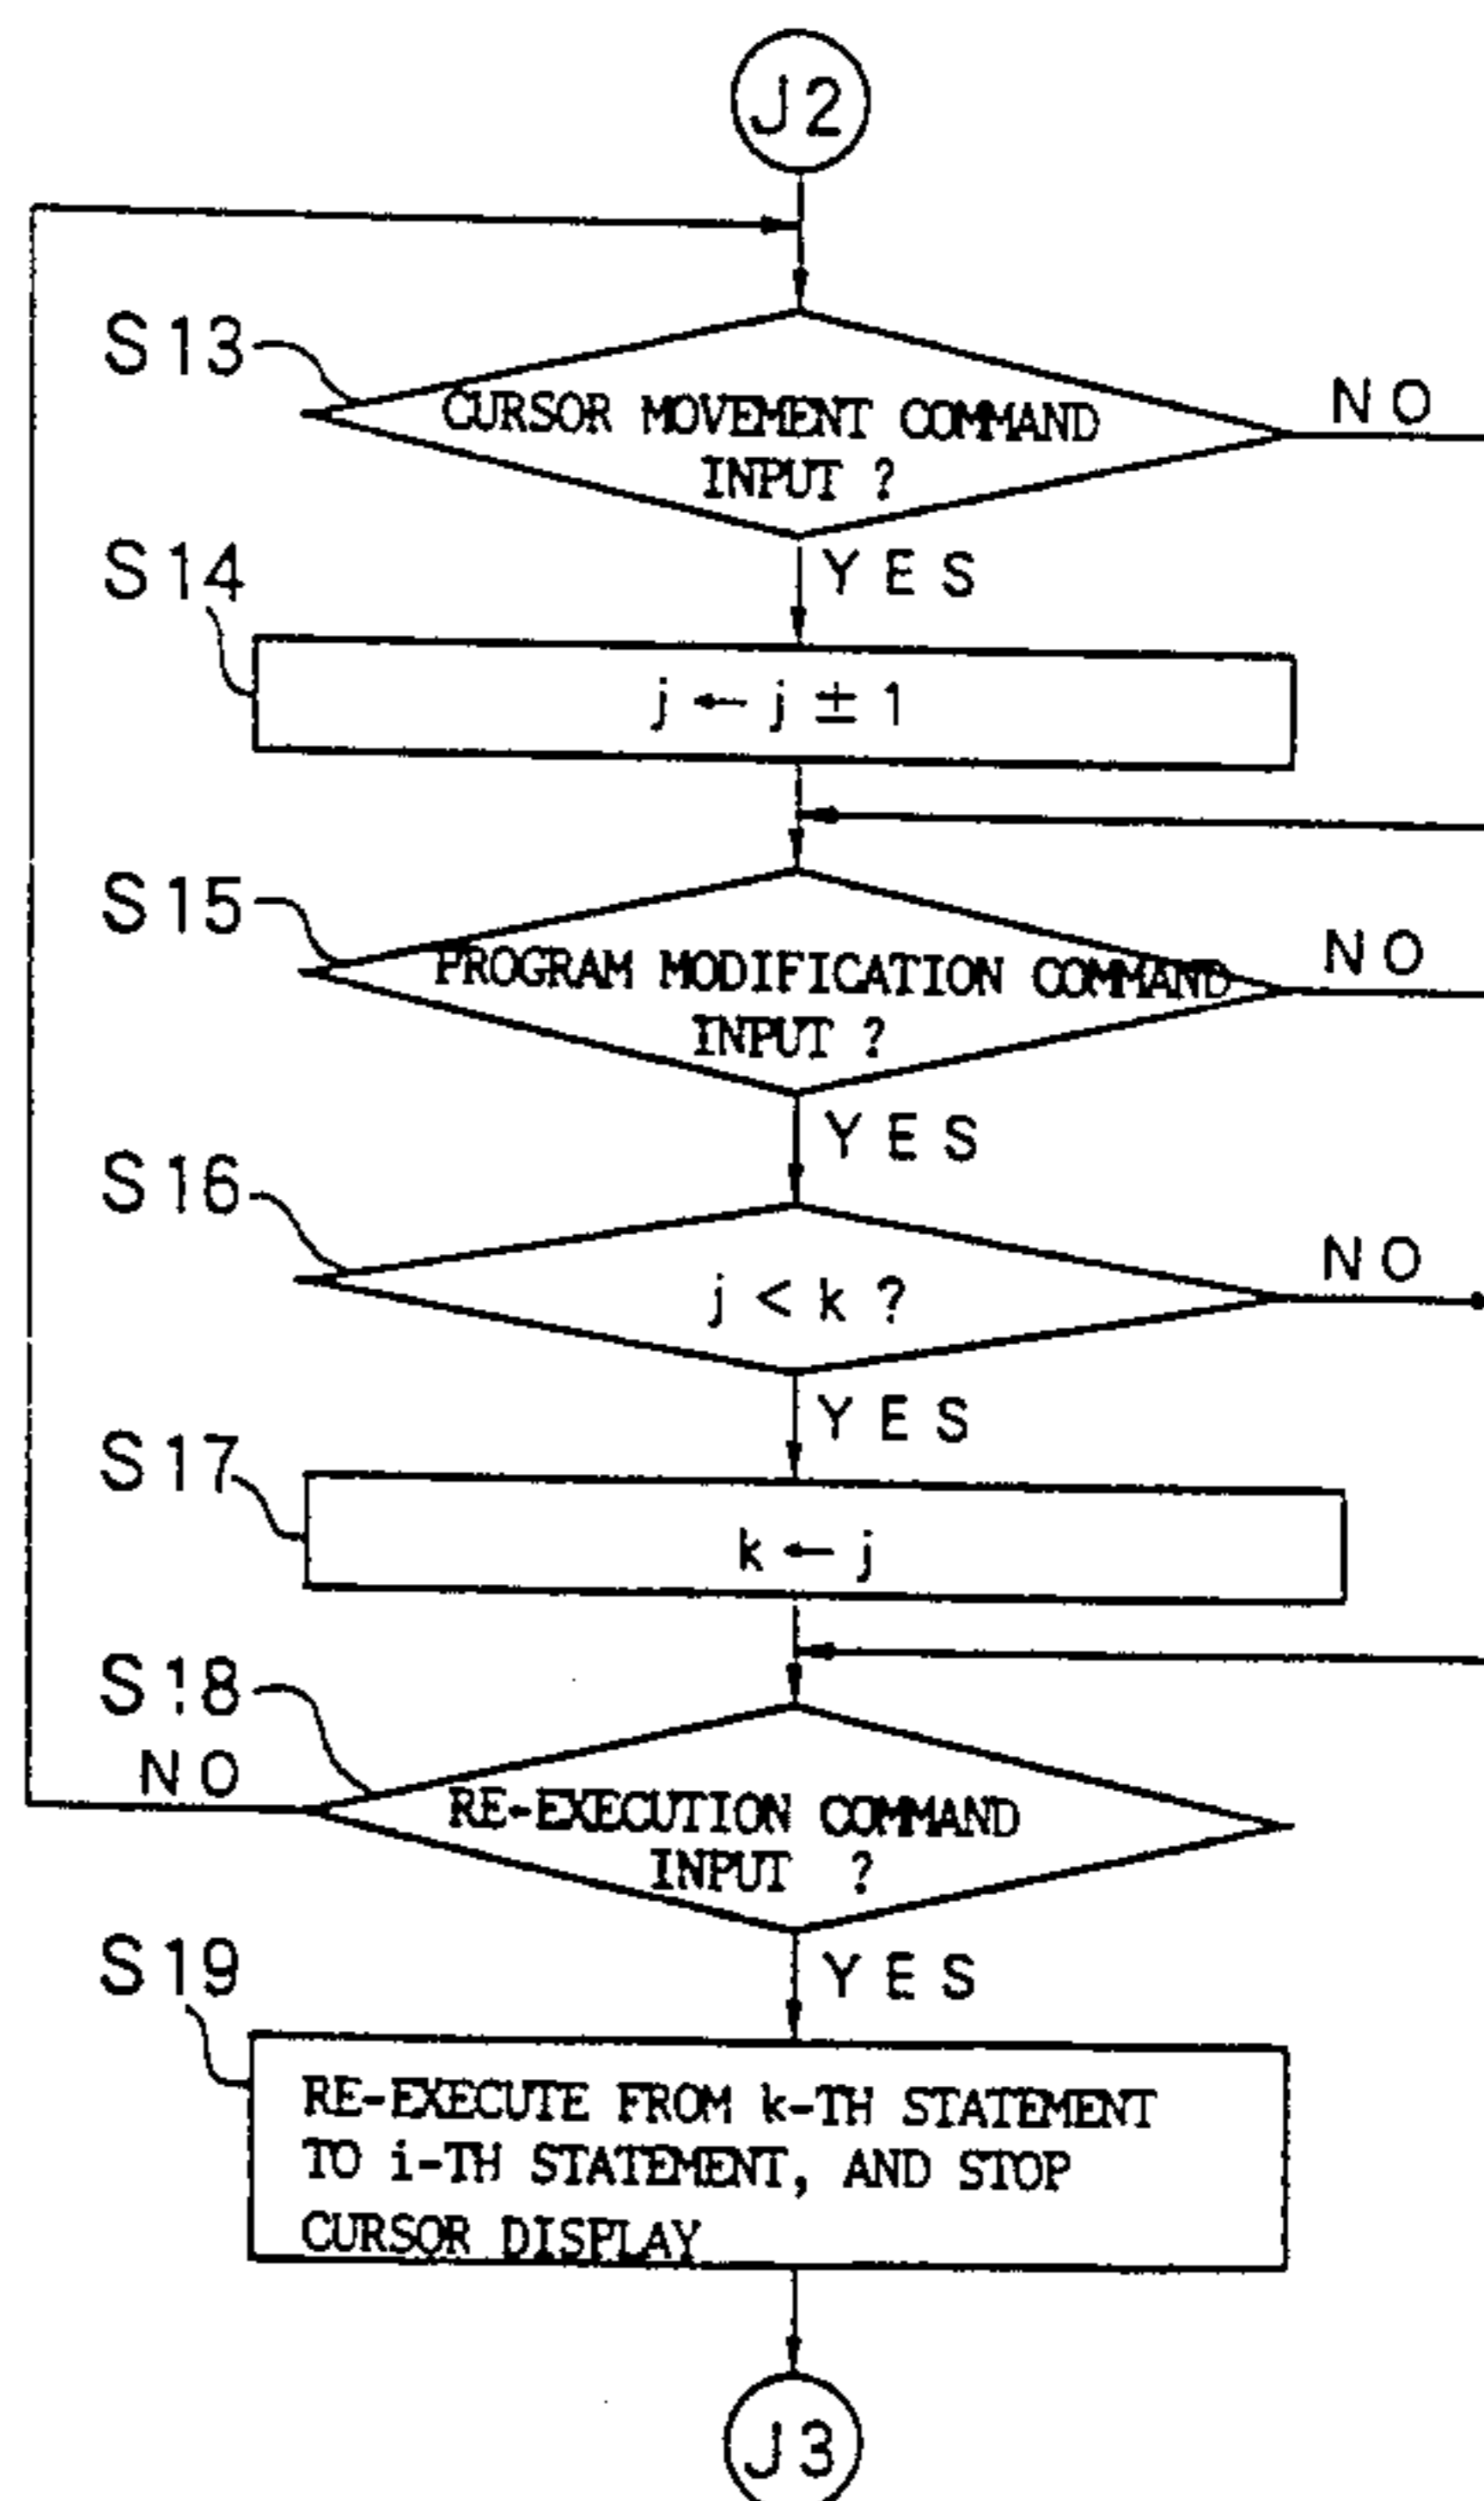 J2
S13
CURSOR MOVEMENT COMMAND
INPUT ?
NO
YES
S14
j ← j ± 1
S15
PROGRAM MODIFICATION COMMAND
INPUT ?
NO
YES
S16
j < k ?
NO
YES
S17
k ← j
S18
NO
RE-EXECUTION COMMAND
INPUT ?
YES
S19
RE-EXECUTE FROM k-TH STATEMENT
TO i-TH STATEMENT, AND STOP
CURSOR DISPLAY
J3